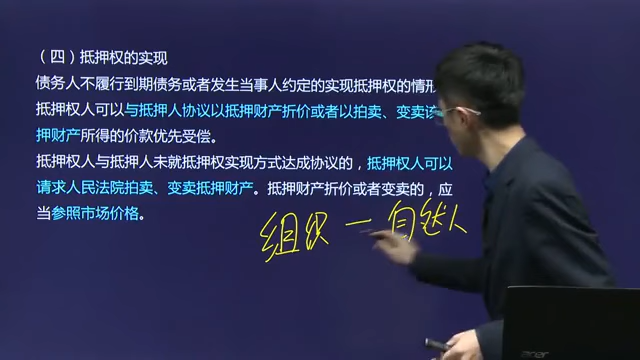 （四）抵押权的实现
债务人不履行到期债务或者发生当事人约定的实现抵押权的情形
抵押权人可以与抵押人协议以抵押财产折价或者以拍卖、变卖该
押财产所得的价款优先受偿。
抵押权人与抵押人未就抵押权实现方式达成协议的，抵押权人可以
请求人民法院拍卖、变卖抵押财产。抵押财产折价或者变卖的，应
当参照市场价格。
组织 — 自然人
acer